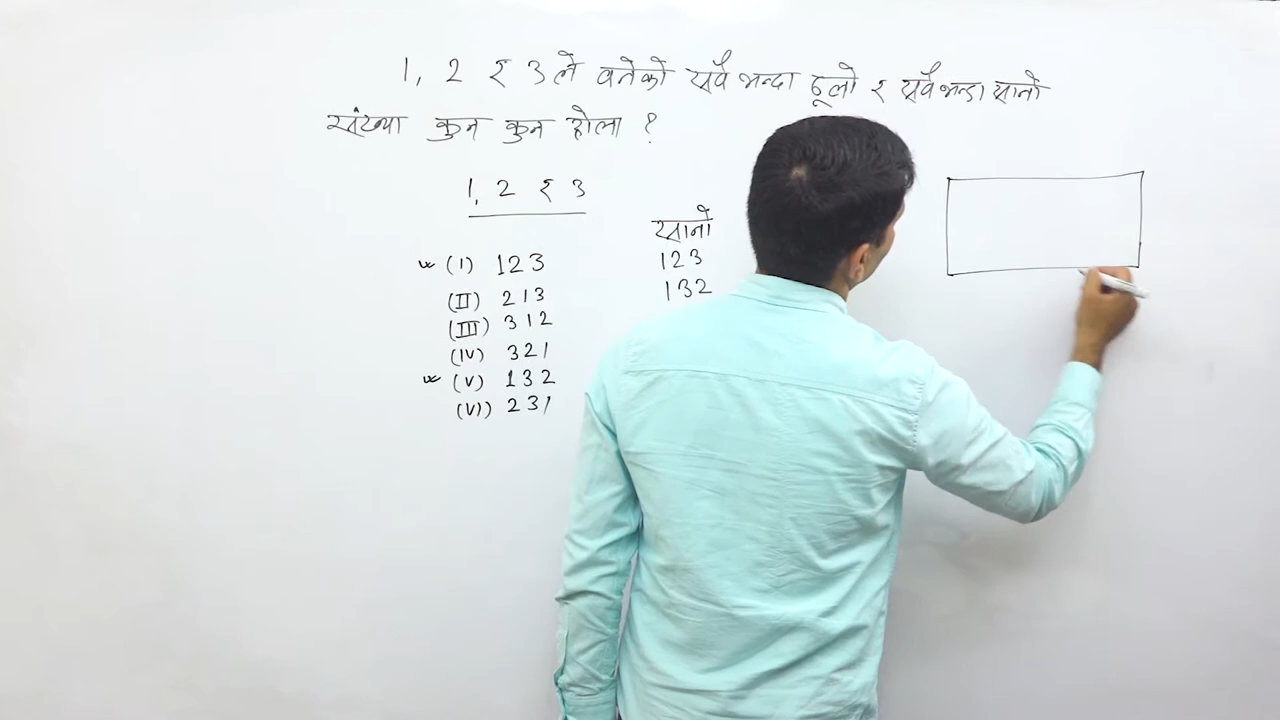 1, 2 र 3 ले बनेको सबै भन्दा ठूलो र सबै भन्दा सानो
संख्या कुन कुन होला ?
1, 2 र 3
सानो
(I) 123
123
(II) 213
132
(III) 312
(IV) 321
(V) 132
(VI) 231